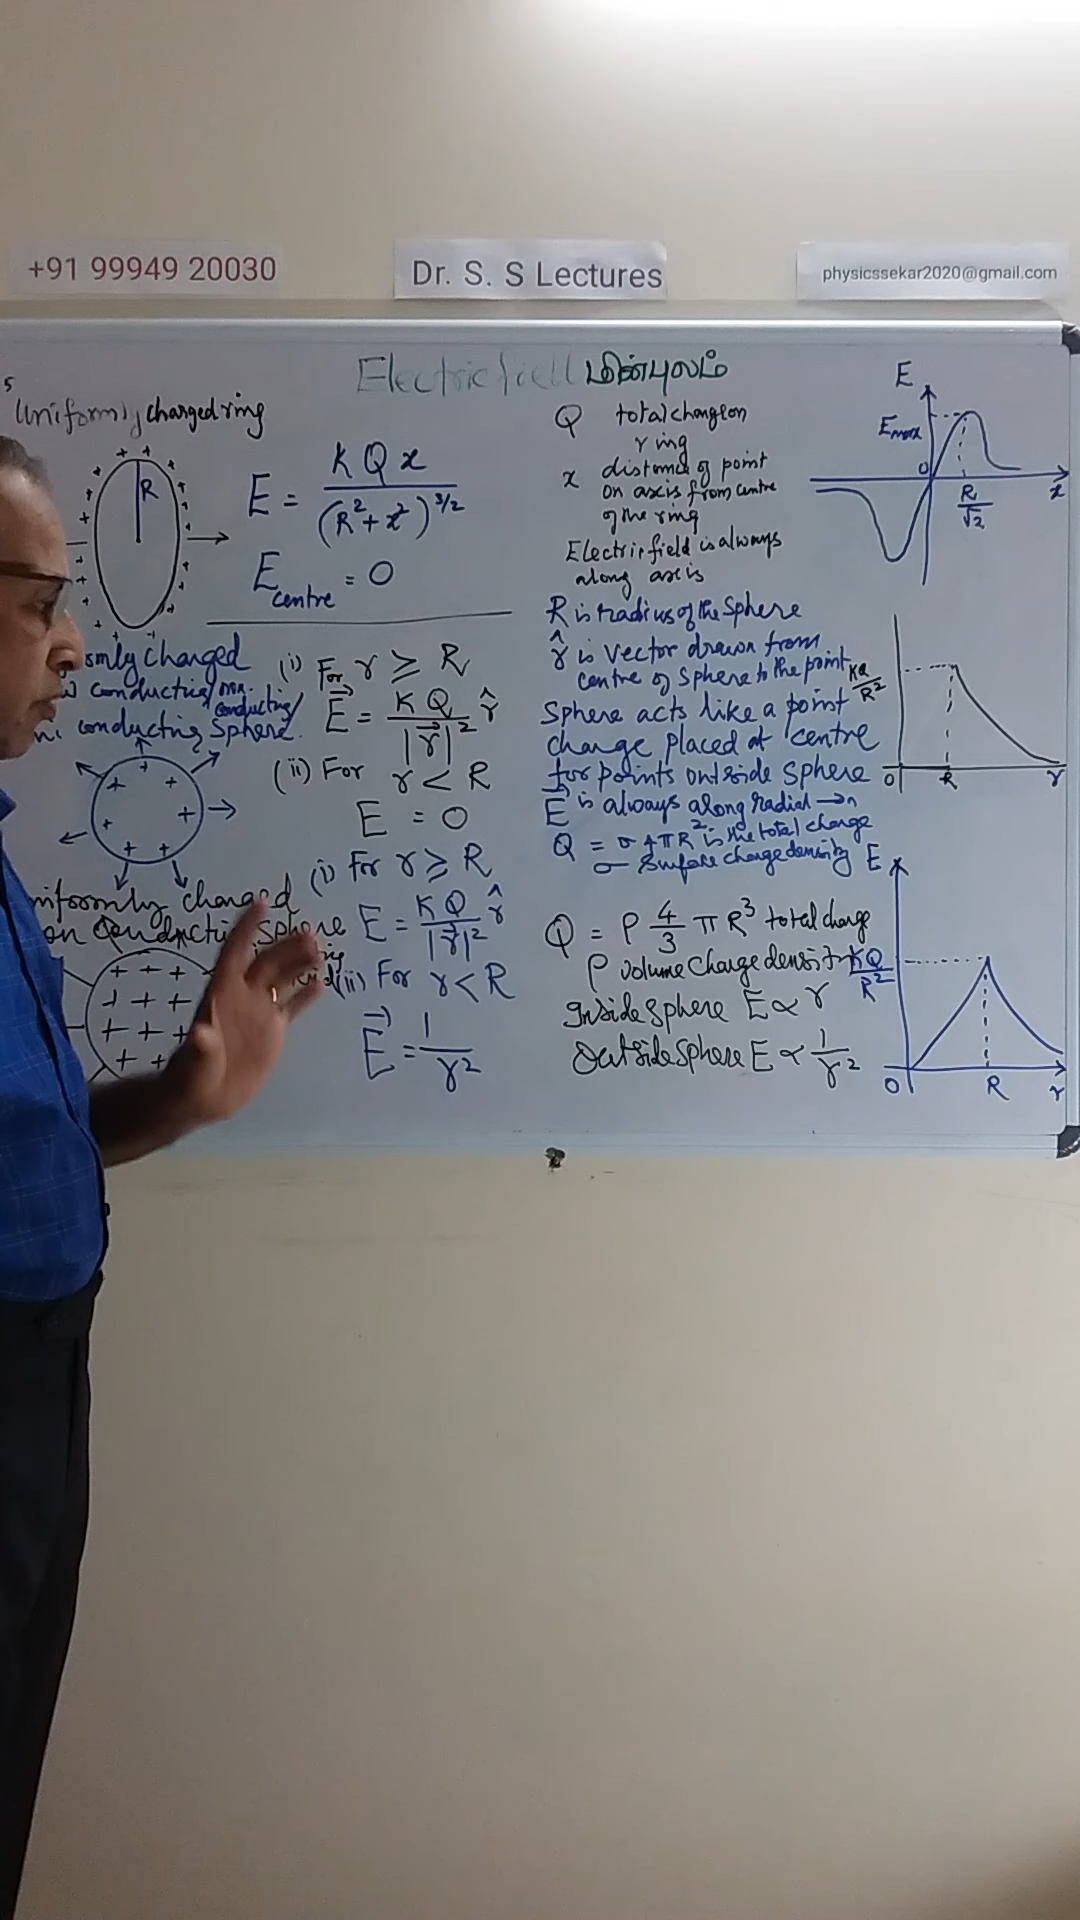 +91 99949 20030
Dr. S. S Lectures
physicssekar2020@gmail.com
Electric field மின்புலம்
5
Uniformly charged ring
R
E = KQx / (R²+x²)^3/2
E centre = 0
Q total charge on
ring
x distance of point
on axis from centre
of the ring
Electric field is always
along axis
E
Emax
0
R/√2
x
charged
conducting/non-
conducting/
conducting Sphere.
(i) For r ≥ R
E⃗ = KQ/|r⃗|² r̂
(ii) For r < R
E = 0
R is radius of the Sphere
r̂ is vector drawn from
centre of Sphere to the point
Sphere acts like a point
charge placed at centre
for points outside sphere
E⃗ is always along radial →n
Q = σ 4πR² is the total charge
σ – Surface charge density
KQ/R²
0
R
r
charged
Sphere
(i) For r ≥ R
E = KQ/|r⃗|² r̂
(ii) For r < R
E⃗ = 1/r²
Q = ρ 4/3 πR³ total charge
ρ volume charge density
Inside sphere E ∝ r
Outside Sphere E ∝ 1/r²
E
KQ/R²
0
R
r